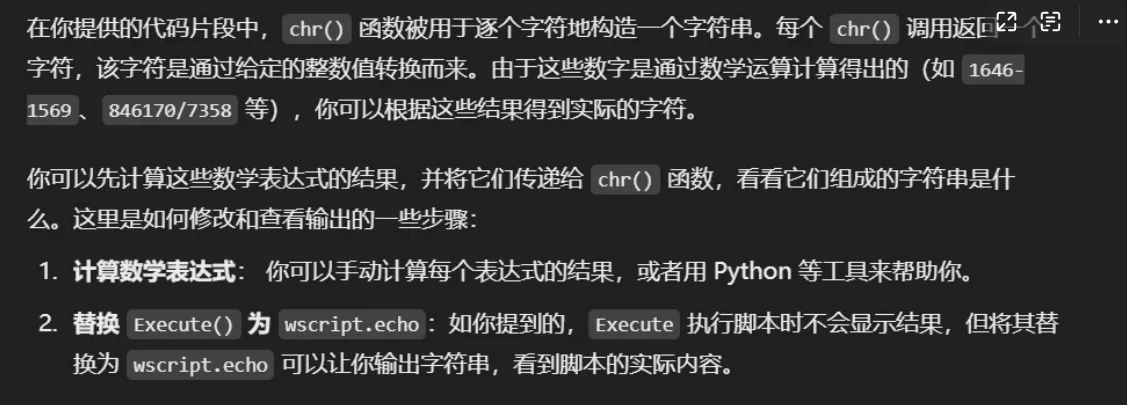 在你提供的代码片段中， chr() 函数被用于逐个字符地构造一个字符串。每个 chr() 调用返回一个
字符，该字符是通过给定的整数值转换而来。由于这些数字是通过数学运算计算得出的（如 1646-
1569 、 846170/7358 等），你可以根据这些结果得到实际的字符。
你可以先计算这些数学表达式的结果，并将它们传递给 chr() 函数，看看它们组成的字符串是什
么。这里是如何修改和查看输出的一些步骤：
1. 计算数学表达式： 你可以手动计算每个表达式的结果，或者用 Python 等工具来帮助你。
2. 替换 Execute() 为 wscript.echo：如你提到的， Execute 执行脚本时不会显示结果，但将其替
换为 wscript.echo 可以让你输出字符串，看到脚本的实际内容。